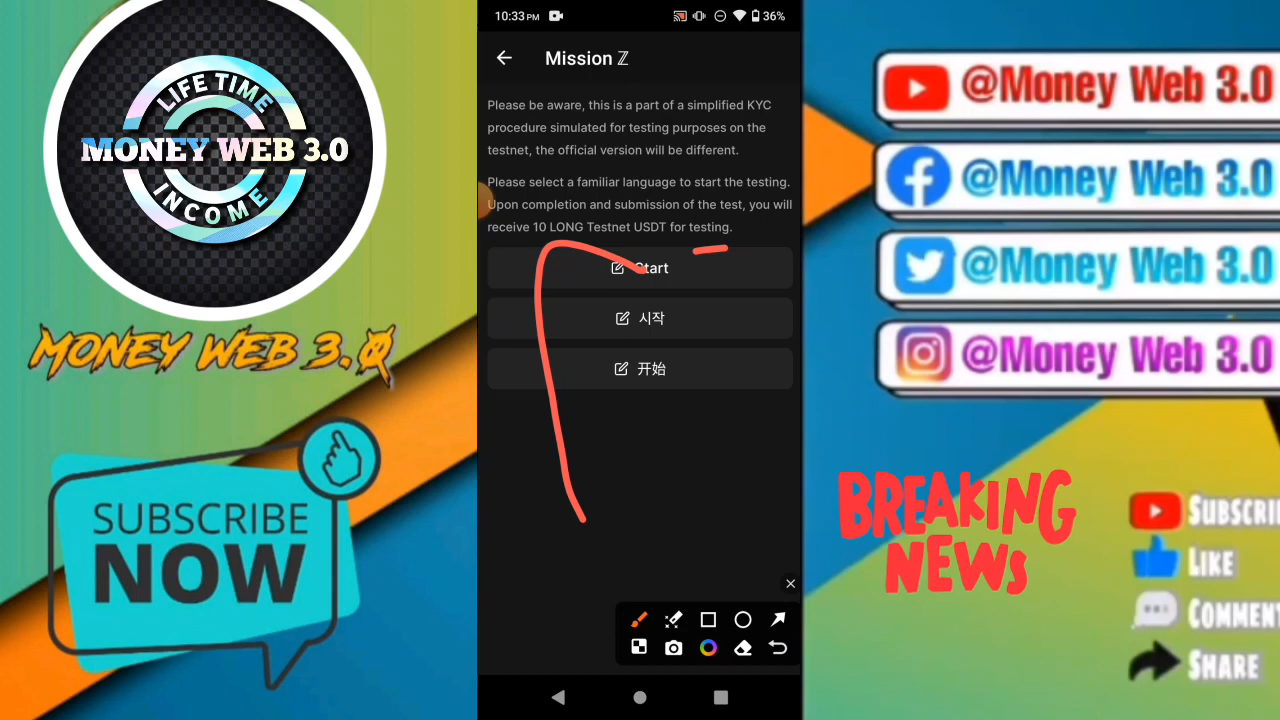 LIFE TIME
MONEY WEB 3.0
INCOME
MONEY WEB 3.0
SUBSCRIBE
NOW
10:33 PM
36%
Mission ℤ
Please be aware, this is a part of a simplified KYC
procedure simulated for testing purposes on the
testnet, the official version will be different.
Please select a familiar language to start the testing.
Upon completion and submission of the test, you will
receive 10 LONG Testnet USDT for testing.
Start
시작
开始
@Money Web 3.0
@Money Web 3.0
@Money Web 3.0
@Money Web 3.0
BREAKING
NEWS
SUBSCRI
LIKE
COMMEN
SHARE